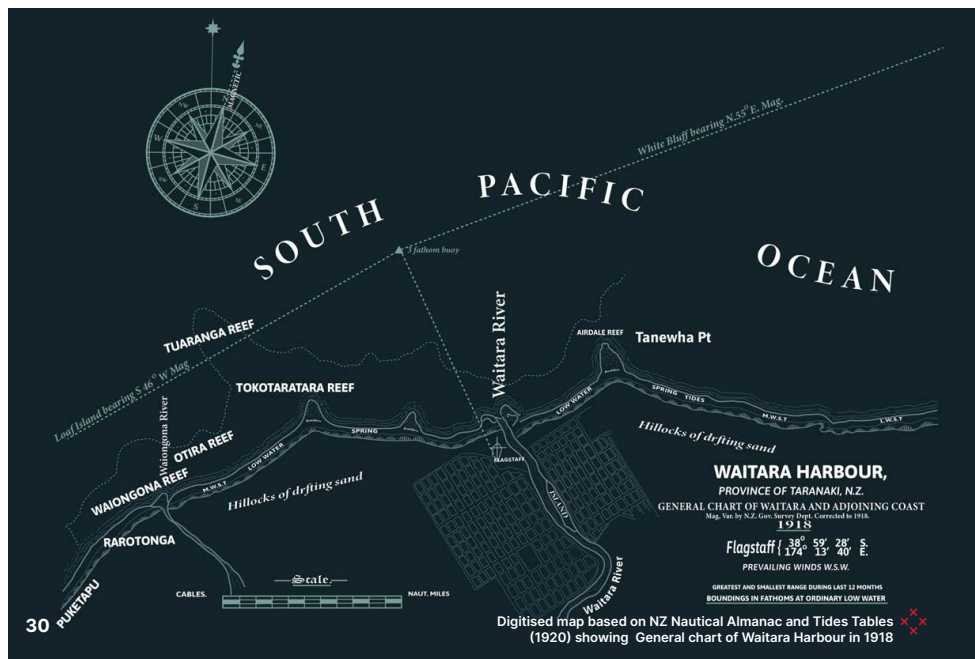 MAGNETIC
N
NW
NE
W
E
SW
SE
S
White Bluff bearing N.55° E. Mag.
SOUTH PACIFIC OCEAN
3 fathom buoy
TUARANGA REEF
Loaf Island bearing S 46° W Mag
Waitara River
AIRDALE REEF
Tanewha Pt
TOKOTARATARA REEF
LOW WATER
SPRING TIDES
M.W.S.T
L.W.S.T
Waiongona River
OTIRA REEF
SPRING
Hillocks of drfting sand
FLAGSTAFF
WAIONGONA REEF
M.W.S.T
LOW WATER
Hillocks of drfting sand
ISLAND
RAROTONGA
PUKETAPU
Waitara River
WAITARA HARBOUR,
PROVINCE OF TARANAKI, N.Z.
GENERAL CHART OF WAITARA AND ADJOINING COAST
Mag. Var. by N.Z. Gov. Survey Dept. Corrected to 1918.
1918
Flagstaff { 38° 59' 28' S.
174° 13' 40' E.
PREVAILING WINDS W.S.W.
GREATEST AND SMALLEST RANGE DURING LAST 12 MONTHS
BOUNDINGS IN FATHOMS AT ORDINARY LOW WATER
Scale.
CABLES.
NAUT. MILES
30
Digitised map based on NZ Nautical Almanac and Tides Tables
(1920) showing General chart of Waitara Harbour in 1918